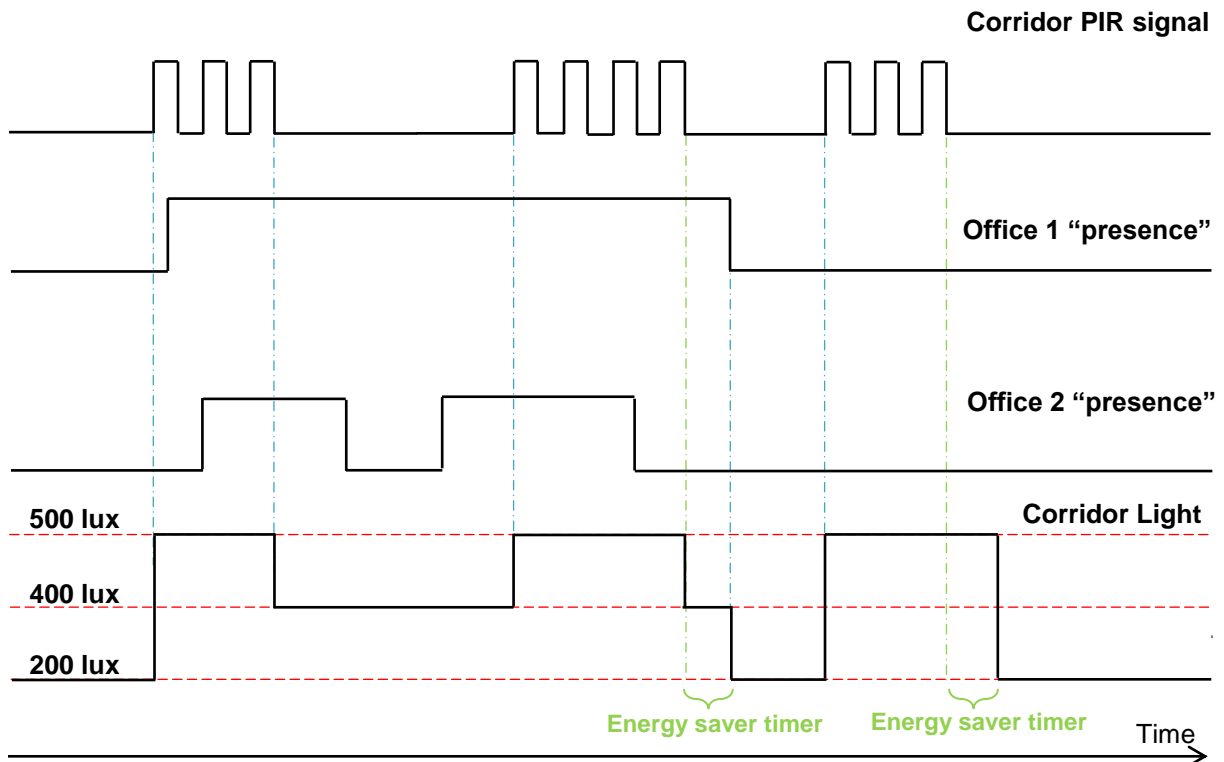 Corridor PIR signal
Office 1 “presence”
Office 2 “presence”
500 lux
Corridor Light
400 lux
200 lux
Energy saver timer
Energy saver timer
Time